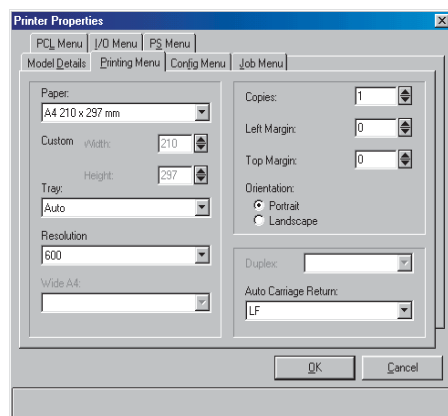 Printer Properties
PCL Menu I/O Menu PS Menu
Model Details Printing Menu Config Menu Job Menu
Paper:
A4 210 x 297 mm
Custom Width: 210
Height: 297
Tray:
Auto
Resolution
600
Wide A4:
Copies: 1
Left Margin: 0
Top Margin: 0
Orientation:
Portrait
Landscape
Duplex:
Auto Carriage Return:
LF
OK Cancel